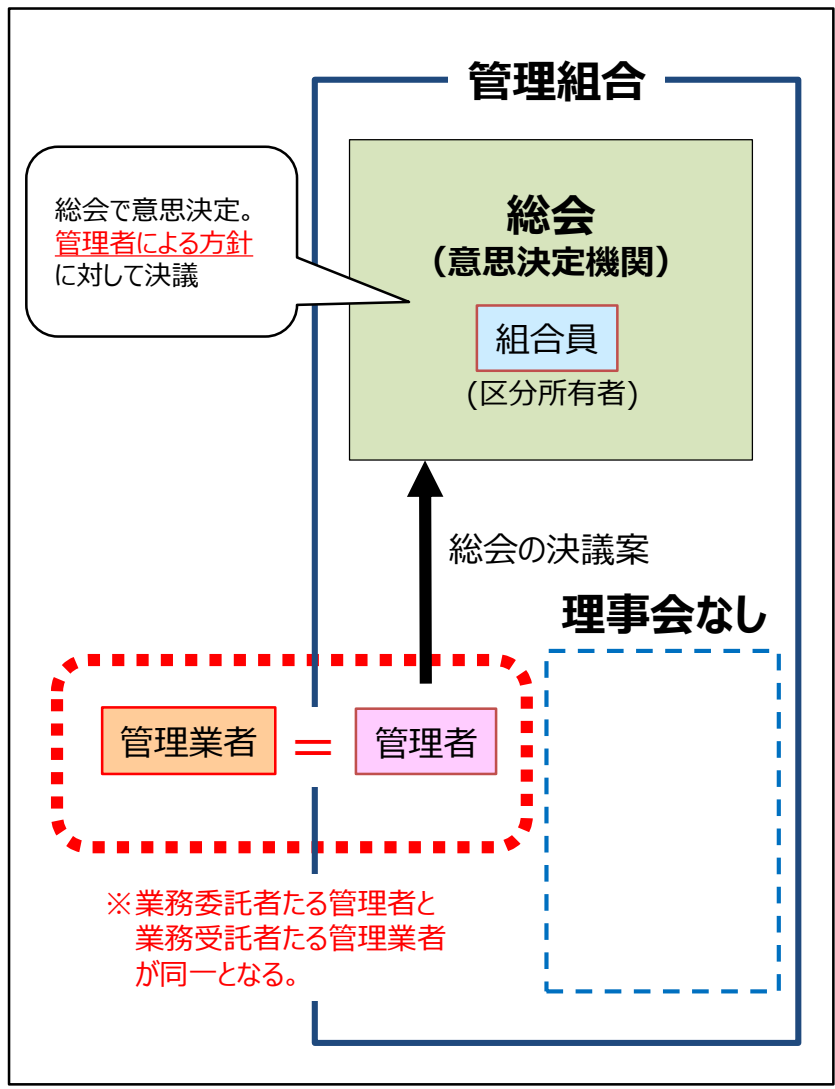 管理組合
総会で意思決定。
管理者による方針
に対して決議
総会
（意思決定機関）
組合員
(区分所有者)
総会の決議案
理事会なし
管理業者
＝
管理者
※業務委託者たる管理者と
業務受託者たる管理業者
が同一となる。